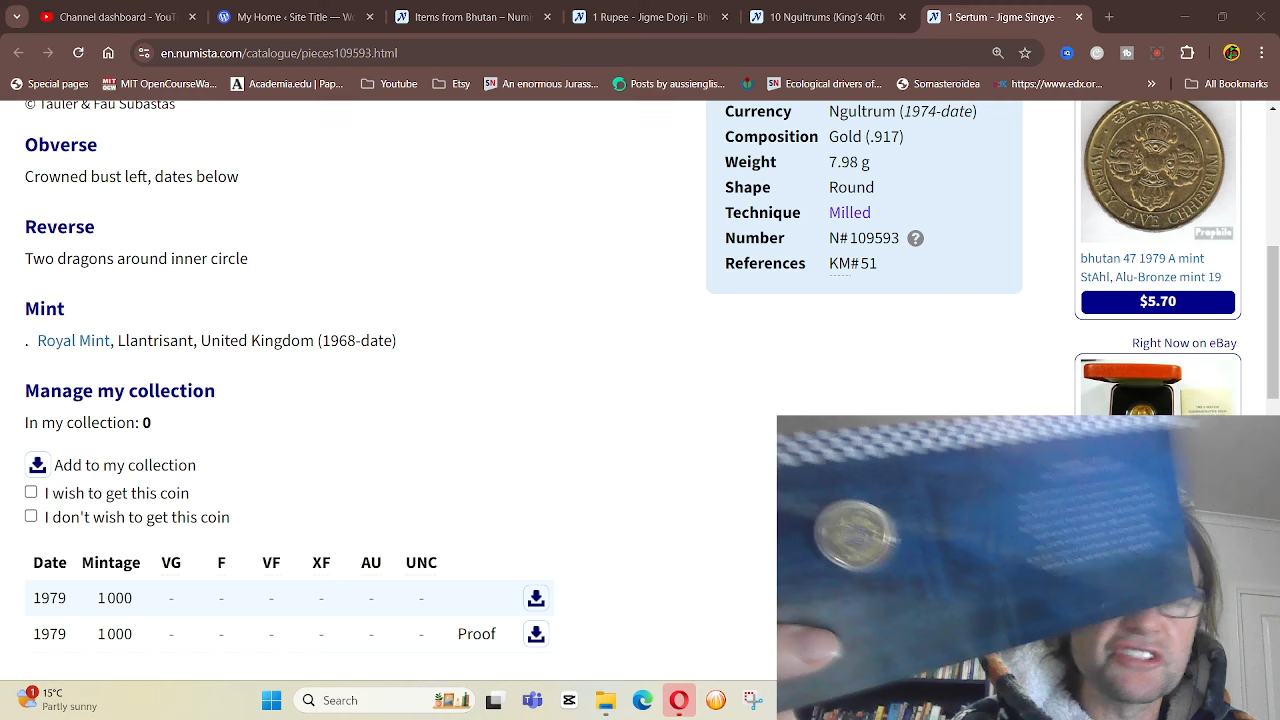 Channel dashboard - YouT
My Home ‹ Site Title — Wo
Items from Bhutan – Numi
1 Rupee - Jigme Dorji - Bhu
10 Ngultrums (King's 40th
1 Sertum - Jigme Singye -
en.numista.com/catalogue/pieces109593.html
Special pages
MIT OpenCourseWa...
Academia.edu | Pap...
Youtube
Etsy
An enormous Jurass...
Posts by aussienglis...
Ecological drivers of...
Somasteroidea
https://www.edx.or...
All Bookmarks
© Tauler & Fau Subastas
Obverse
Crowned bust left, dates below
Reverse
Two dragons around inner circle
Mint
. Royal Mint, Llantrisant, United Kingdom (1968-date)
Manage my collection
In my collection: 0
Add to my collection
I wish to get this coin
I don't wish to get this coin
Date Mintage VG F VF XF AU UNC
1979 1000 - - - - - -
1979 1000 - - - - - - Proof
Currency Ngultrum (1974-date)
Composition Gold (.917)
Weight 7.98 g
Shape Round
Technique Milled
Number N# 109593 ?
References KM# 51
TWENTY FIVE CHHERTUM
Prophila
bhutan 47 1979 A mint
StAhl, Alu-Bronze mint 19
$5.70
Right Now on eBay
1
15°C
Partly sunny
Search